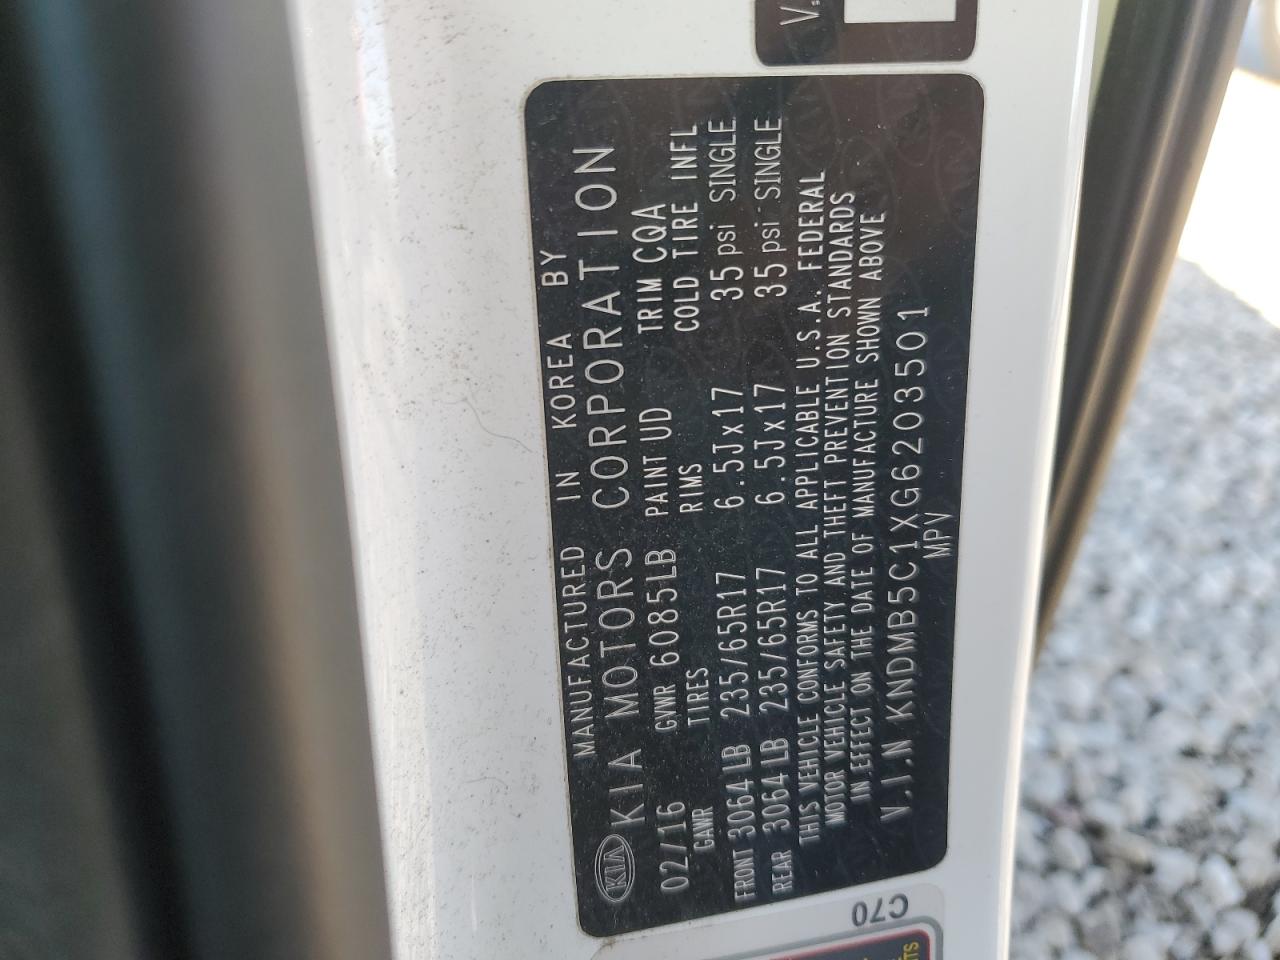 V.
MANUFACTURED IN KOREA BY
KIA KIA MOTORS CORPORATION
02/16 GVWR 6085LB PAINT UD TRIM CQA
GAWR TIRES RIMS COLD TIRE INFL
FRONT 3064LB 235/65R17 6.5Jx17 35psi SINGLE
REAR 3064LB 235/65R17 6.5Jx17 35psi SINGLE
THIS VEHICLE CONFORMS TO ALL APPLICABLE U.S.A. FEDERAL
MOTOR VEHICLE SAFETY AND THEFT PREVENTION STANDARDS
IN EFFECT ON THE DATE OF MANUFACTURE SHOWN ABOVE
V.I.N KNDMB5C1XG6203501
MPV
C70